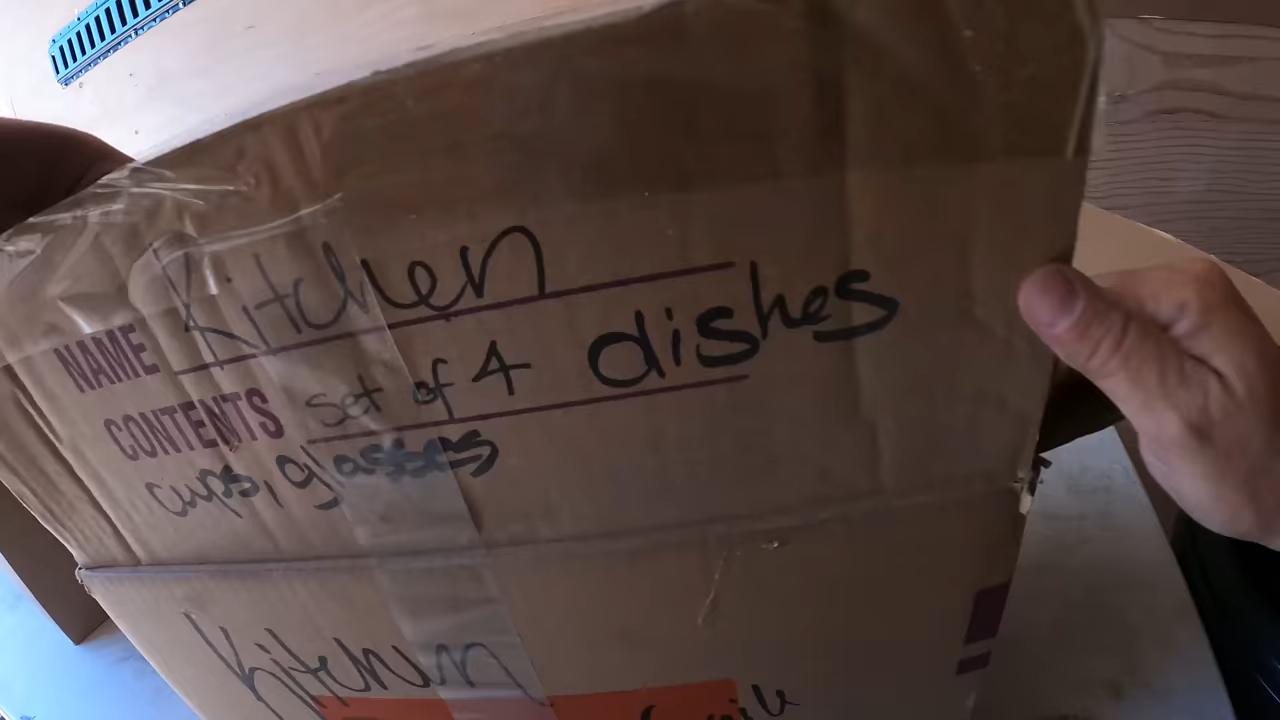 NAME Kitchen
CONTENTS set of 4 dishes
cups, glasses
Kitchen